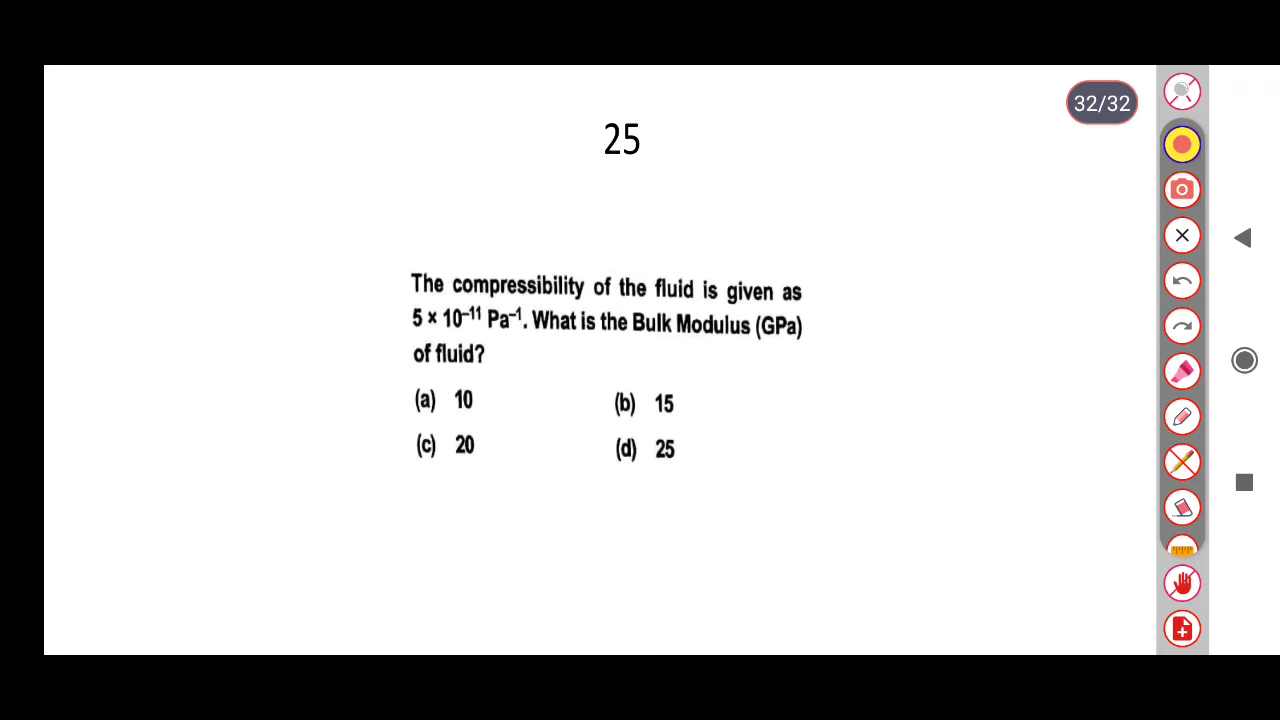 32/32
25
The compressibility of the fluid is given as
5 × 10⁻¹¹ Pa⁻¹. What is the Bulk Modulus (GPa)
of fluid?
(a) 10 (b) 15
(c) 20 (d) 25